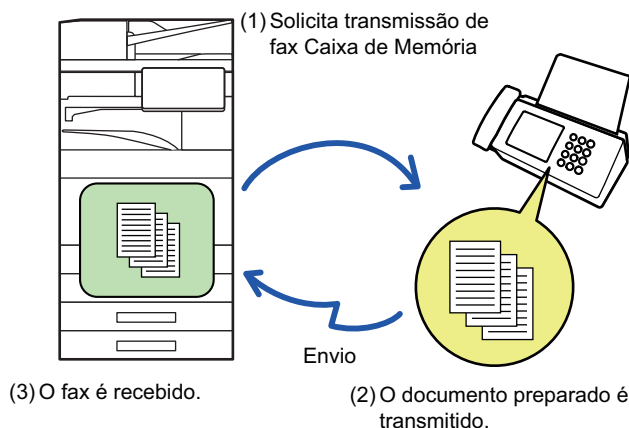 (1) Solicita transmissão de
fax Caixa de Memória
Envio
(3) O fax é recebido.
(2) O documento preparado é
transmitido.